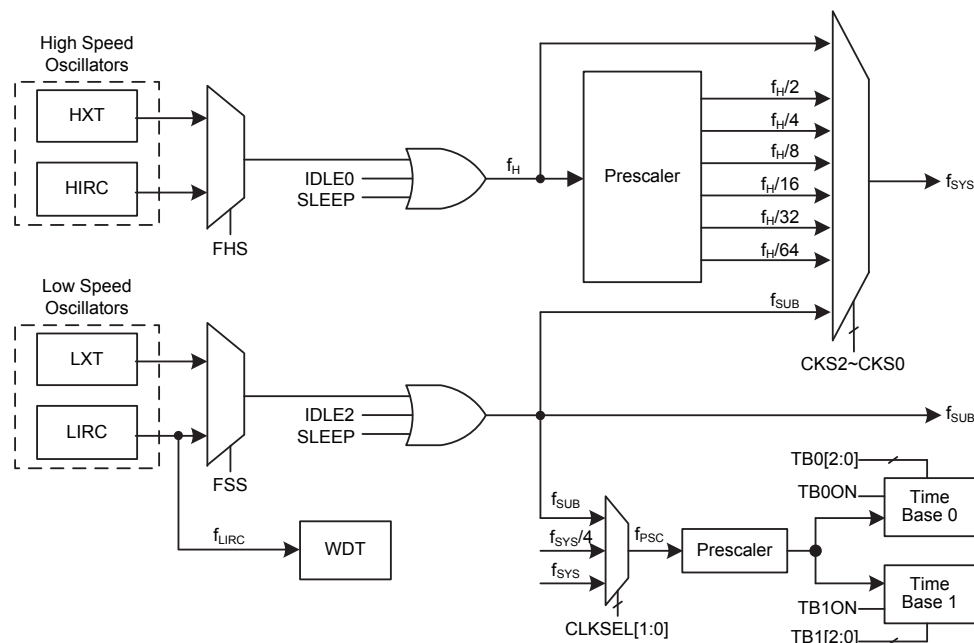 High Speed
Oscillators
HXT
HIRC
FHS
IDLE0
SLEEP
fH
Prescaler
fH/2
fH/4
fH/8
fH/16
fH/32
fH/64
fSUB
CKS2~CKS0
fSYS
Low Speed
Oscillators
LXT
LIRC
FSS
IDLE2
SLEEP
fSUB
fLIRC
WDT
fSUB
fSYS/4
fSYS
CLKSEL[1:0]
fPSC
Prescaler
TB0[2:0]
TB0ON
Time
Base 0
TB1ON
Time
Base 1
TB1[2:0]